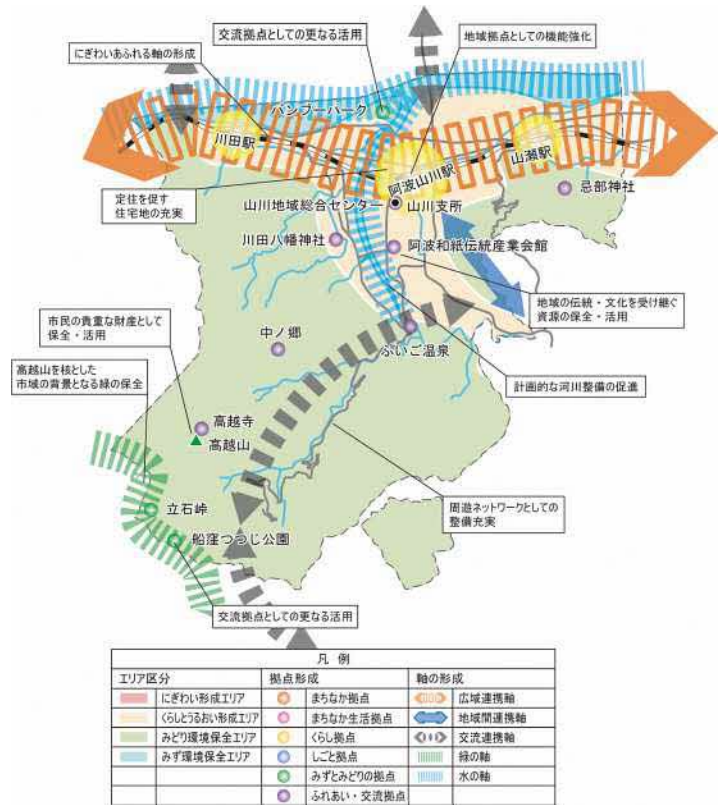 交流拠点としての更なる活用
地域拠点としての機能強化
にぎわいあふれる軸の形成
バンブーパーク
川田駅
阿波山川駅
山瀬駅
忌部神社
定住を促す
住宅地の充実
山川地域総合センター
山川支所
川田八幡神社
阿波和紙伝統産業会館
地域の伝統・文化を受け継ぐ
資源の保全・活用
市民の貴重な財産として
保全・活用
中ノ郷
ふいご温泉
高越山を核とした
市域の背景となる緑の保全
計画的な河川整備の促進
高越寺
高越山
立石峠
周遊ネットワークとしての
整備充実
船窪つつじ公園
交流拠点としての更なる活用
凡 例
エリア区分 拠点形成 軸の形成
にぎわい形成エリア まちなか拠点 広域連携軸
くらしとうるおい形成エリア まちなか生活拠点 地域間連携軸
みどり環境保全エリア くらし拠点 交流連携軸
みず環境保全エリア しごと拠点 緑の軸
みずとみどりの拠点 水の軸
ふれあい・交流拠点